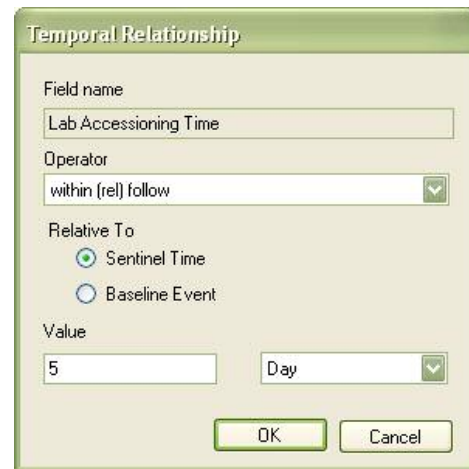 Temporal Relationship
Field name
Lab Accessioning Time
Operator
within (rel) follow
Relative To
Sentinel Time
Baseline Event
Value
5 Day
OK Cancel